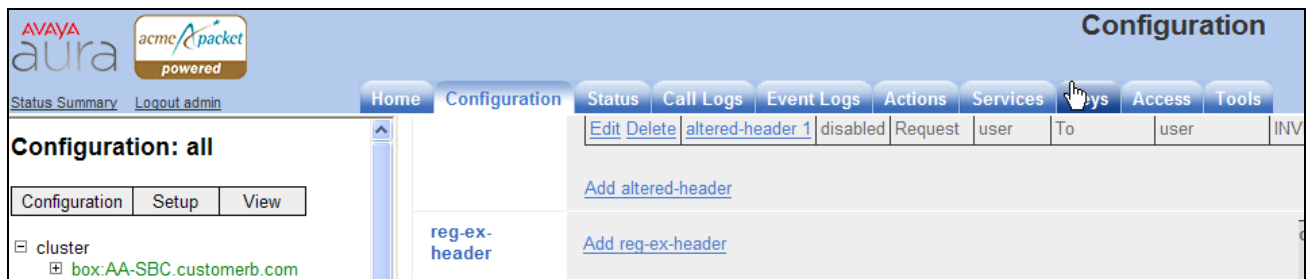 AVAYA
aura
acme packet
powered
Configuration
Status Summary Logout admin
Home Configuration Status Call Logs Event Logs Actions Services Access Tools
Configuration: all
Configuration Setup View
cluster
box:AA-SBC.customerb.com
Edit Delete altered-header 1 disabled Request user To user INV
Add altered-header
reg-ex-
header
Add reg-ex-header